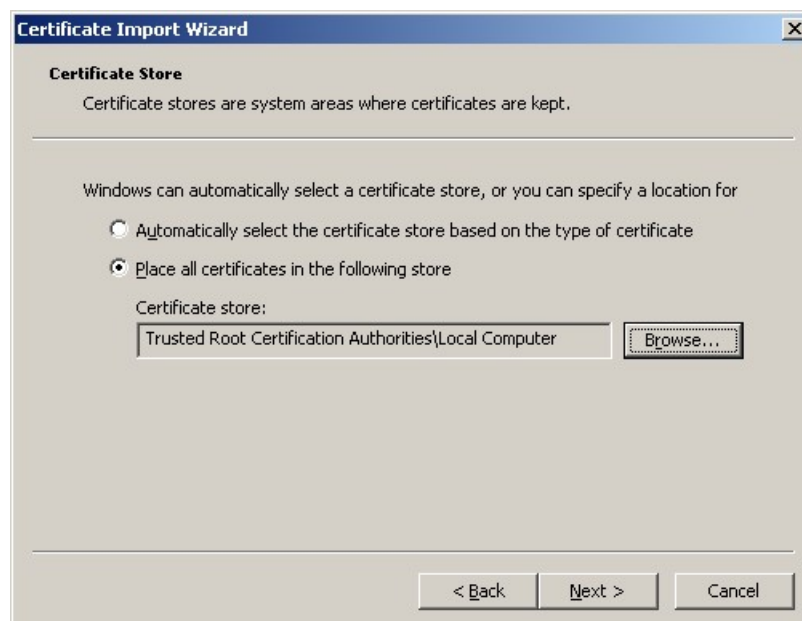 Certificate Import Wizard
Certificate Store
Certificate stores are system areas where certificates are kept.
Windows can automatically select a certificate store, or you can specify a location for
Automatically select the certificate store based on the type of certificate
Place all certificates in the following store
Certificate store:
Trusted Root Certification Authorities\Local Computer
Browse...
< Back
Next >
Cancel